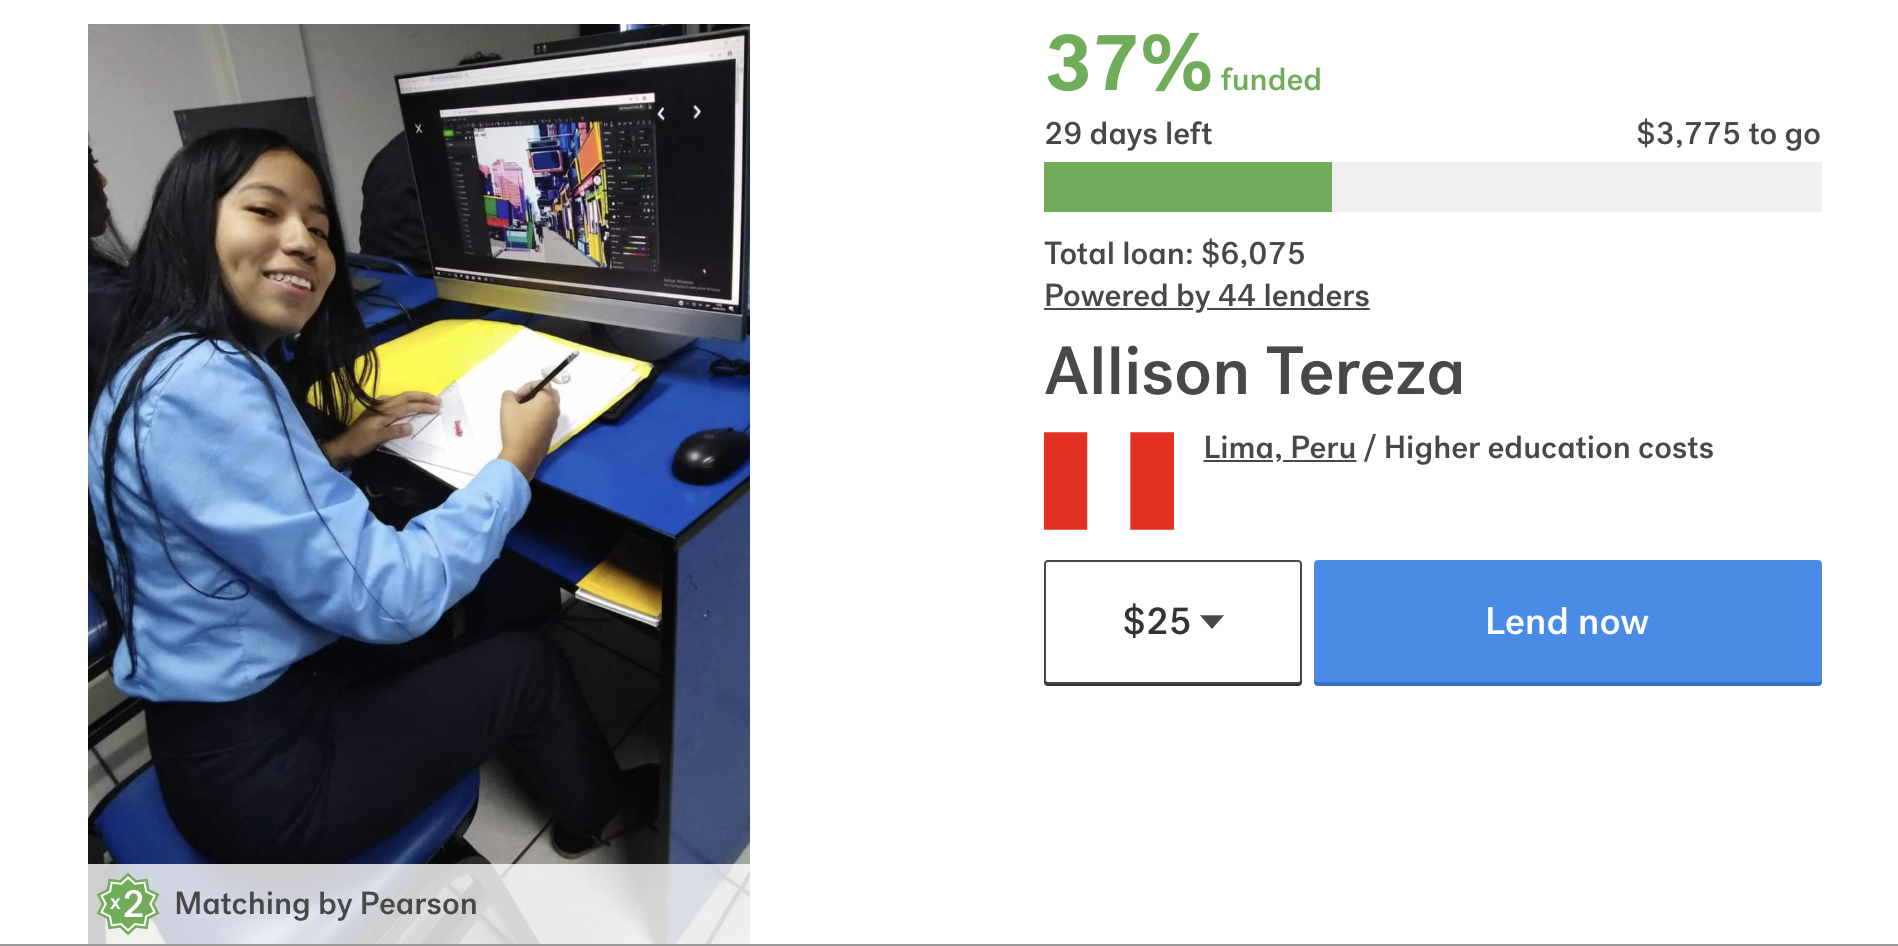 37% funded
29 days left
$3,775 to go
Total loan: $6,075
Powered by 44 lenders
Allison Tereza
Lima, Peru / Higher education costs
$25
Lend now
x2 Matching by Pearson